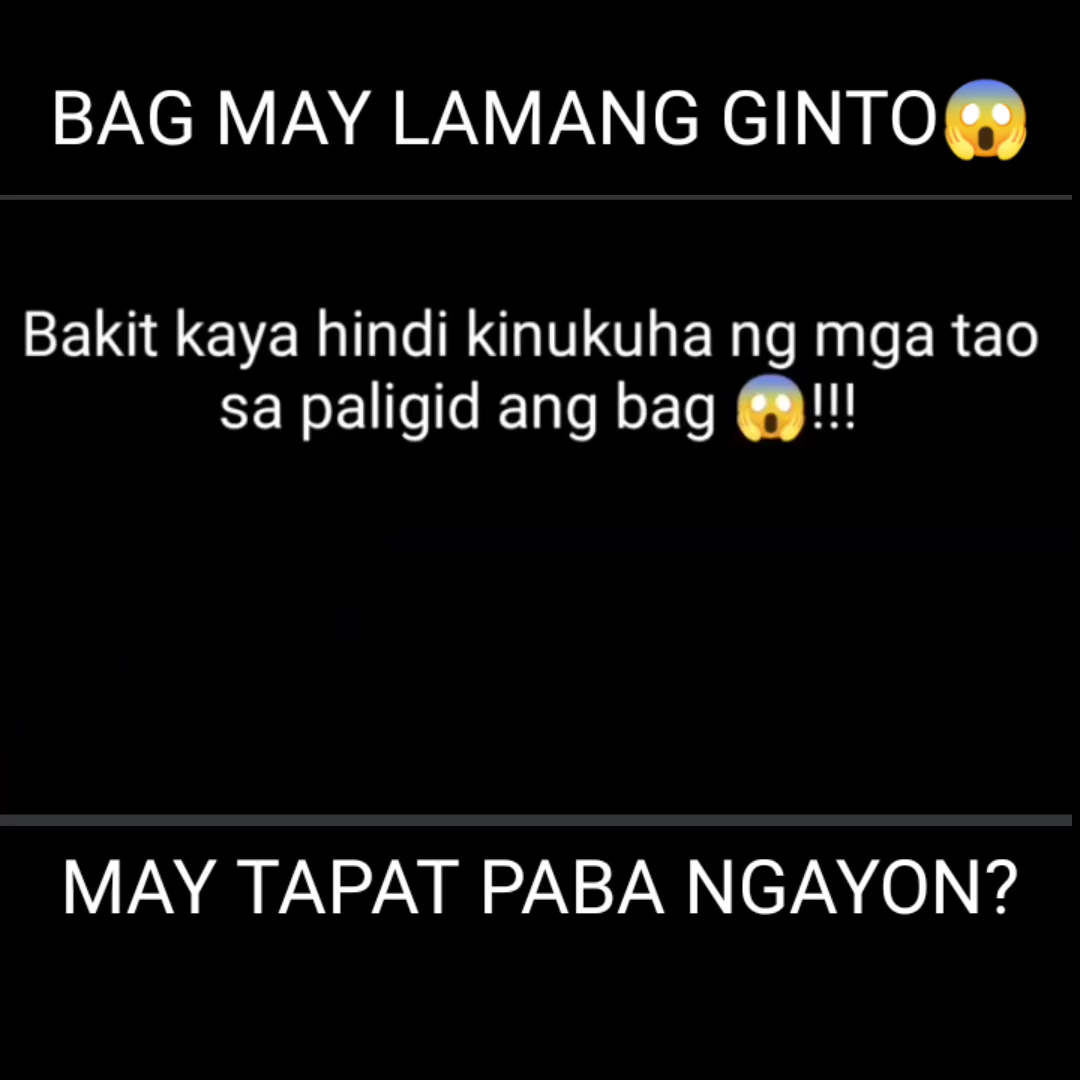 BAG MAY LAMANG GINTO😱
Bakit kaya hindi kinukuha ng mga tao
sa paligid ang bag 😱!!!
MAY TAPAT PABA NGAYON?